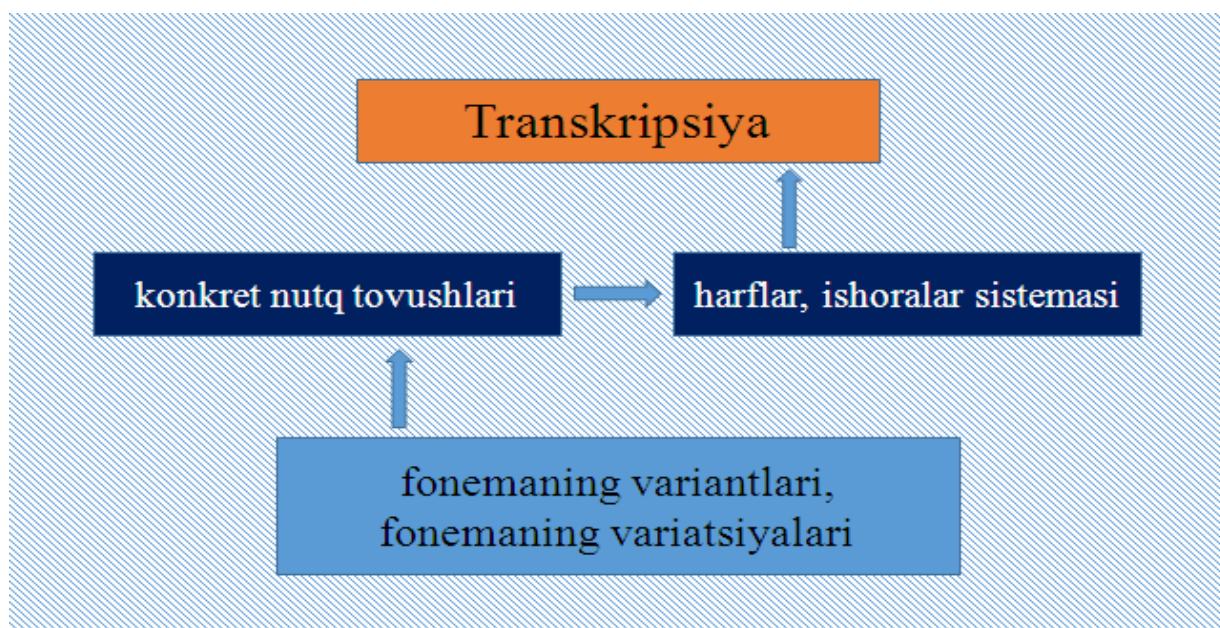 Transkripsiya
konkret nutq tovushlari
harflar, ishoralar sistemasi
fonemaning variantlari,
fonemaning variatsiyalari